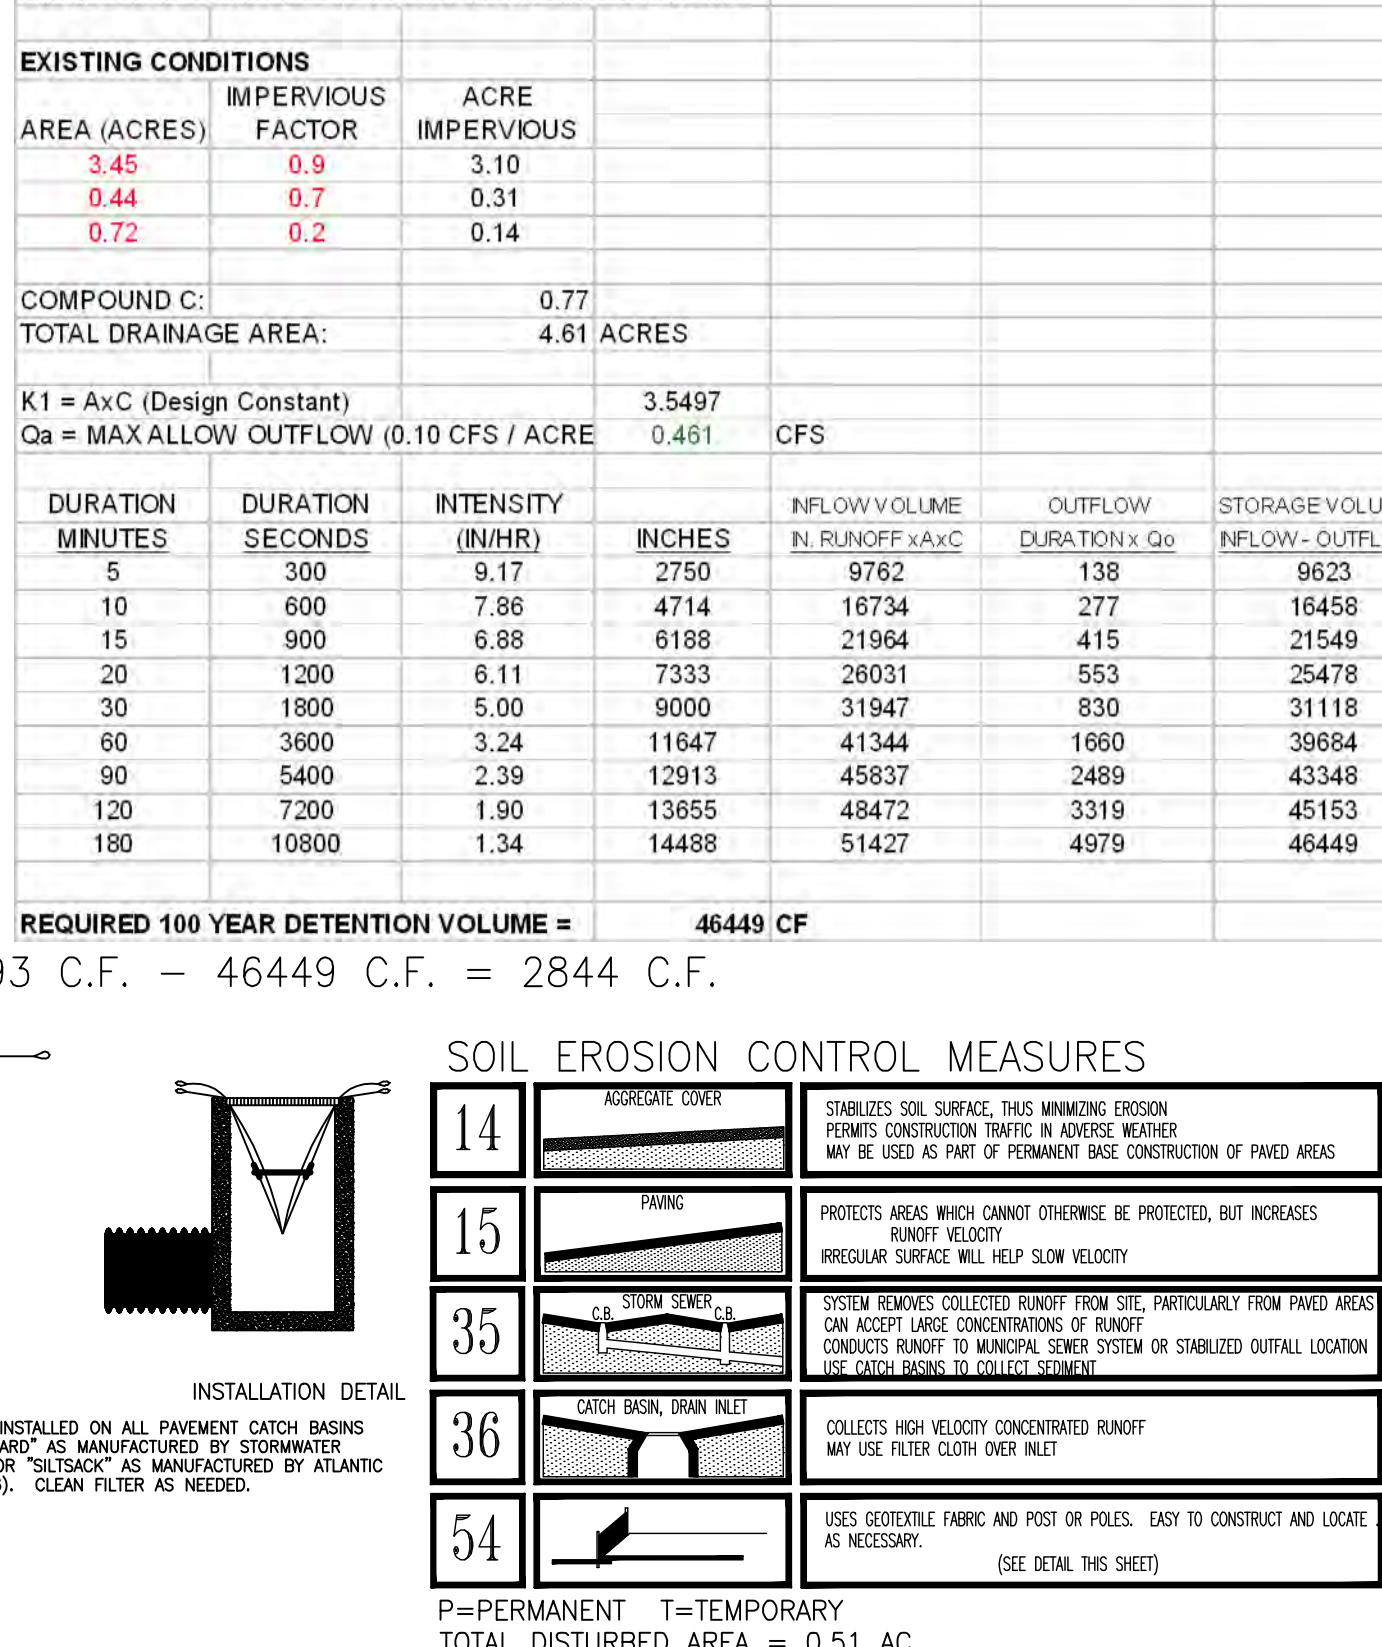 EXISTING CONDITIONS
IMPERVIOUS ACRE
AREA (ACRES) FACTOR IMPERVIOUS
3.45 0.9 3.10
0.44 0.7 0.31
0.72 0.2 0.14
COMPOUND C: 0.77
TOTAL DRAINAGE AREA: 4.61 ACRES
K1 = AxC (Design Constant) 3.5497
Qa = MAX ALLOW OUTFLOW (0.10 CFS / ACRE 0.461 CFS
DURATION DURATION INTENSITY INFLOW VOLUME OUTFLOW STORAGE VOLU
MINUTES SECONDS (IN/HR) INCHES IN. RUNOFF xAxC DURATION x Qo INFLOW - OUTFL
5 300 9.17 2750 9762 138 9623
10 600 7.86 4714 16734 277 16458
15 900 6.88 6188 21964 415 21549
20 1200 6.11 7333 26031 553 25478
30 1800 5.00 9000 31947 830 31118
60 3600 3.24 11647 41344 1660 39684
90 5400 2.39 12913 45837 2489 43348
120 7200 1.90 13655 48472 3319 45153
180 10800 1.34 14488 51427 4979 46449
REQUIRED 100 YEAR DETENTION VOLUME = 46449 CF
93 C.F. – 46449 C.F. = 2844 C.F.
INSTALLATION DETAIL
INSTALLED ON ALL PAVEMENT CATCH BASINS
ARD" AS MANUFACTURED BY STORMWATER
OR "SILTSACK" AS MANUFACTURED BY ATLANTIC
). CLEAN FILTER AS NEEDED.
SOIL EROSION CONTROL MEASURES
14 AGGREGATE COVER
STABILIZES SOIL SURFACE, THUS MINIMIZING EROSION
PERMITS CONSTRUCTION TRAFFIC IN ADVERSE WEATHER
MAY BE USED AS PART OF PERMANENT BASE CONSTRUCTION OF PAVED AREAS
15 PAVING
PROTECTS AREAS WHICH CANNOT OTHERWISE BE PROTECTED, BUT INCREASES
RUNOFF VELOCITY
IRREGULAR SURFACE WILL HELP SLOW VELOCITY
35 STORM SEWER
C.B. C.B.
SYSTEM REMOVES COLLECTED RUNOFF FROM SITE, PARTICULARLY FROM PAVED AREAS
CAN ACCEPT LARGE CONCENTRATIONS OF RUNOFF
CONDUCTS RUNOFF TO MUNICIPAL SEWER SYSTEM OR STABILIZED OUTFALL LOCATION
USE CATCH BASINS TO COLLECT SEDIMENT
36 CATCH BASIN, DRAIN INLET
COLLECTS HIGH VELOCITY CONCENTRATED RUNOFF
MAY USE FILTER CLOTH OVER INLET
54
USES GEOTEXTILE FABRIC AND POST OR POLES. EASY TO CONSTRUCT AND LOCATE
AS NECESSARY.
(SEE DETAIL THIS SHEET)
P=PERMANENT T=TEMPORARY
TOTAL DISTURBED AREA = 0.51 AC